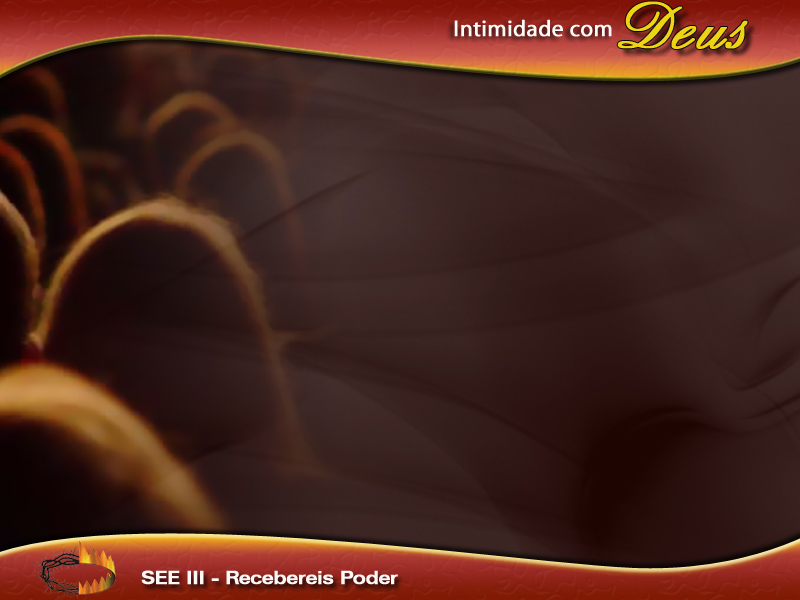 Intimidade com Deus
SEE III - Recebereis Poder